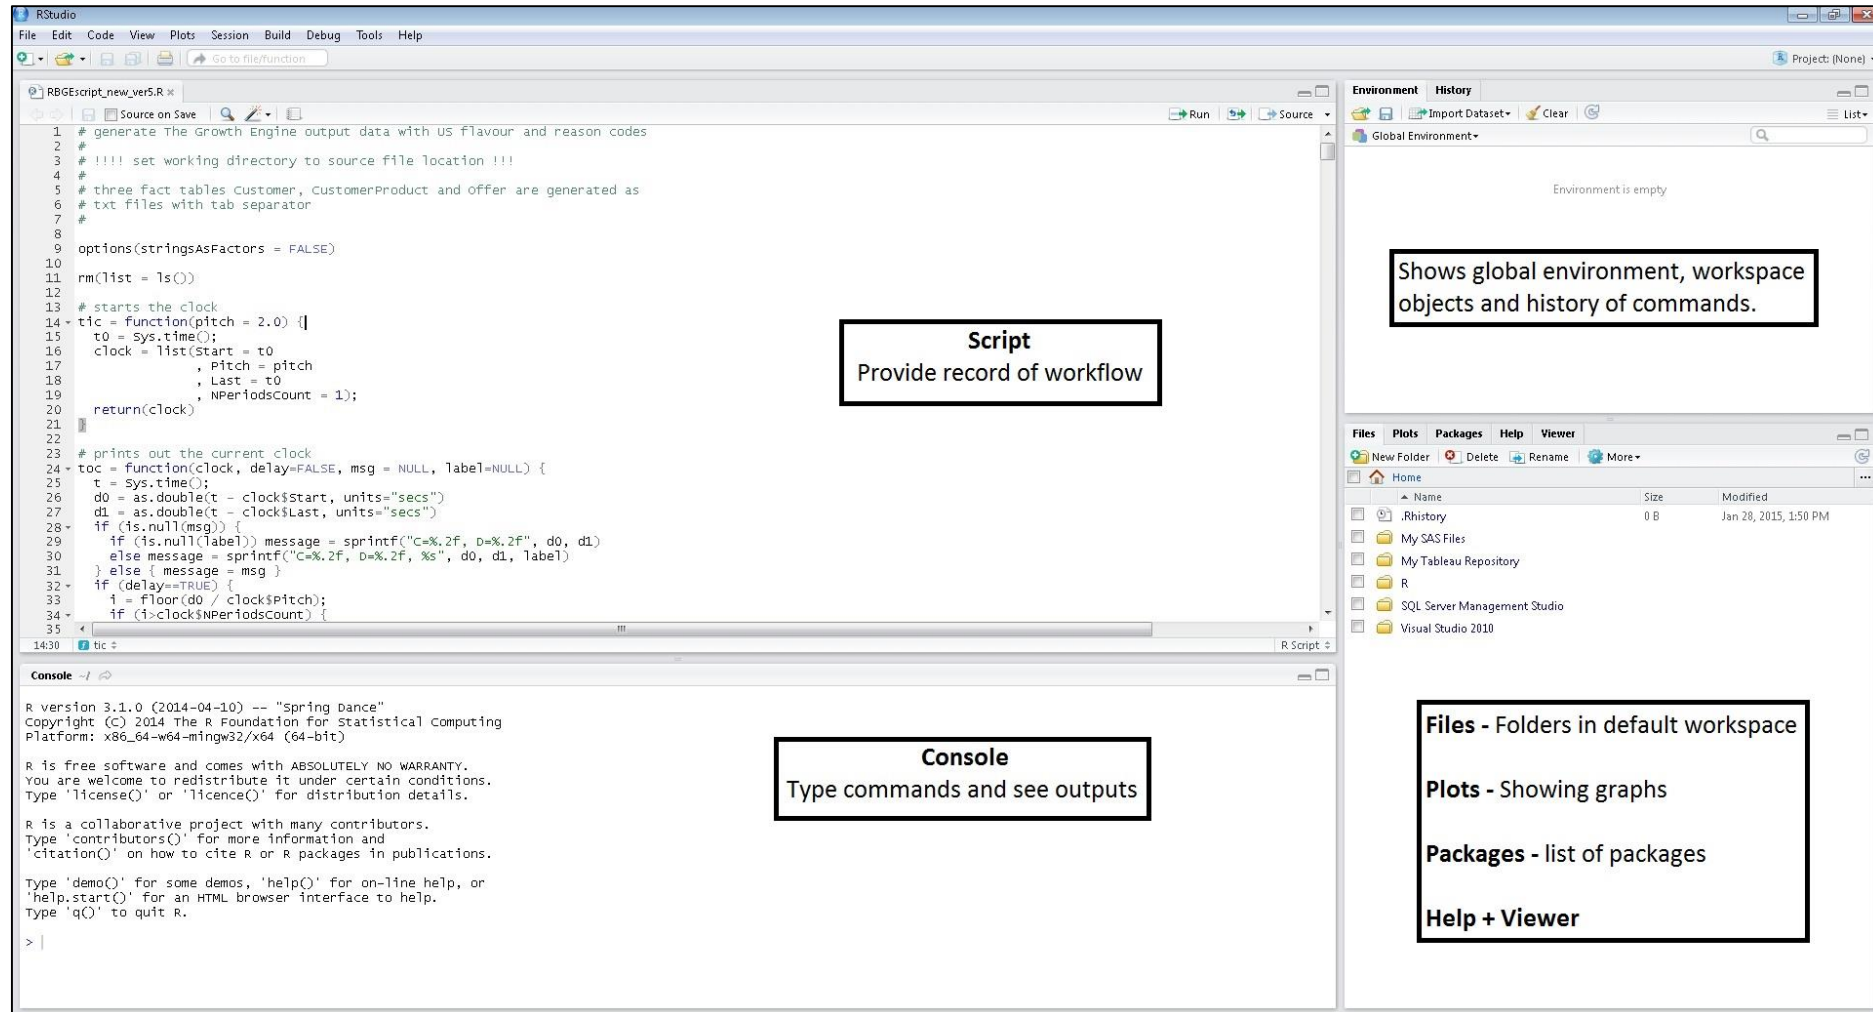 RStudio
File Edit Code View Plots Session Build Debug Tools Help
Go to file/function
Project: (None)
RBGEscript_new_ver5.R ×
Source on Save
Run
Source
1 # generate The Growth Engine output data with US flavour and reason codes
2 #
3 # !!!! set working directory to source file location !!!
4 #
5 # three fact tables Customer, CustomerProduct and Offer are generated as
6 # txt files with tab separator
7 #
8
9 options(stringsAsFactors = FALSE)
10
11 rm(list = ls())
12
13 # starts the clock
14 tic = function(pitch = 2.0) {
15 t0 = Sys.time();
16 clock = list(Start = t0
17 , Pitch = pitch
18 , Last = t0
19 , NPeriodsCount = 1);
20 return(clock)
21 }
22
23 # prints out the current clock
24 toc = function(clock, delay=FALSE, msg = NULL, label=NULL) {
25 t = Sys.time();
26 d0 = as.double(t - clock$Start, units="secs")
27 d1 = as.double(t - clock$Last, units="secs")
28 if (is.null(msg)) {
29 if (is.null(label)) message = sprintf("C=%.2f, D=%.2f", d0, d1)
30 else message = sprintf("C=%.2f, D=%.2f, %s", d0, d1, label)
31 } else { message = msg }
32 if (delay==TRUE) {
33 i = floor(d0 / clock$Pitch);
34 if (i>clock$NPeriodsCount) {
35
14:30 tic
R Script
Script
Provide record of workflow
Console ~/
R version 3.1.0 (2014-04-10) -- "Spring Dance"
Copyright (C) 2014 The R Foundation for Statistical Computing
Platform: x86_64-w64-mingw32/x64 (64-bit)
R is free software and comes with ABSOLUTELY NO WARRANTY.
You are welcome to redistribute it under certain conditions.
Type 'license()' or 'licence()' for distribution details.
R is a collaborative project with many contributors.
Type 'contributors()' for more information and
'citation()' on how to cite R or R packages in publications.
Type 'demo()' for some demos, 'help()' for on-line help, or
'help.start()' for an HTML browser interface to help.
Type 'q()' to quit R.
>
Console
Type commands and see outputs
Environment History
Import Dataset Clear List
Global Environment
Environment is empty
Shows global environment, workspace
objects and history of commands.
Files Plots Packages Help Viewer
New Folder Delete Rename More
Home ...
Name Size Modified
.Rhistory 0 B Jan 28, 2015, 1:50 PM
My SAS Files
My Tableau Repository
R
SQL Server Management Studio
Visual Studio 2010
Files - Folders in default workspace
Plots - Showing graphs
Packages - list of packages
Help + Viewer